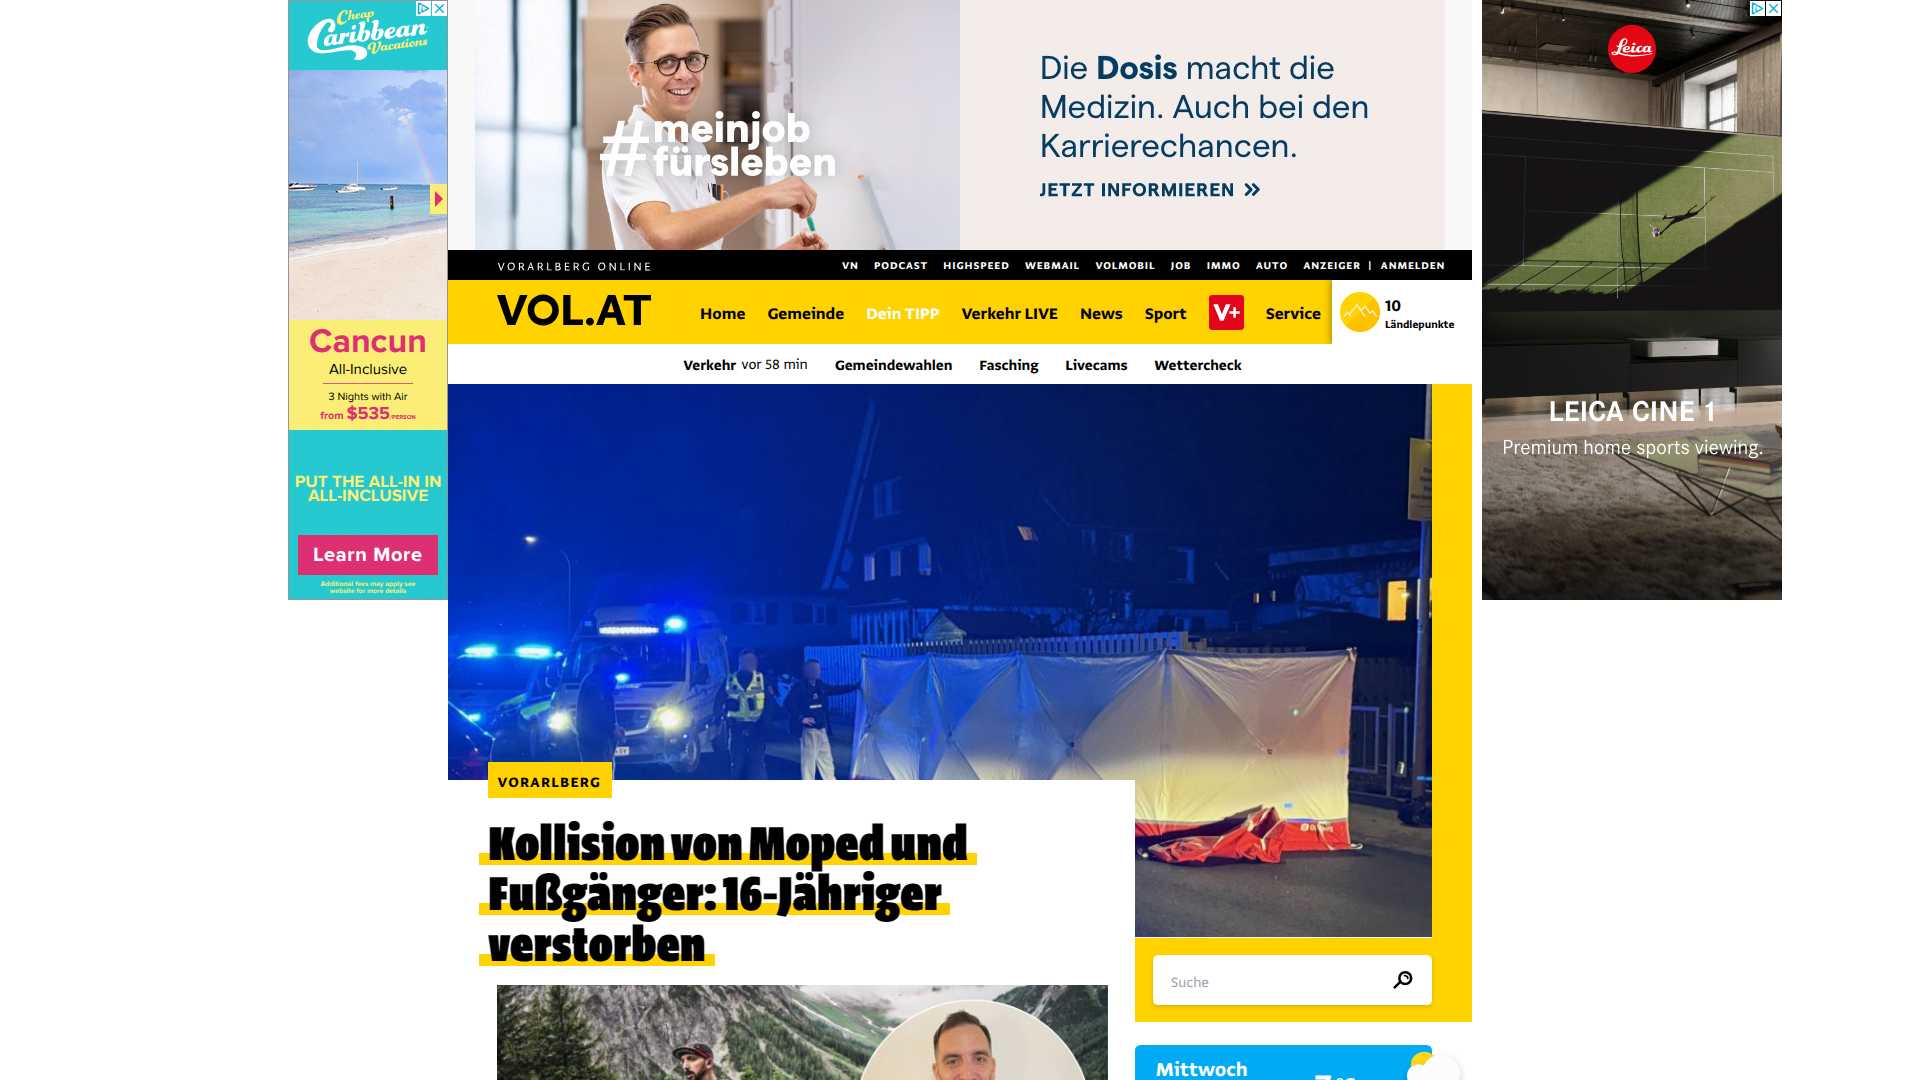 Cheap
Caribbean
Vacations
Cancun
All-Inclusive
3 Nights with Air
from $535 /PERSON
PUT THE ALL-IN IN
ALL-INCLUSIVE
Learn More
Additional fees may apply see
website for more details
#meinjob
fürsleben
Die Dosis macht die
Medizin. Auch bei den
Karrierechancen.
JETZT INFORMIEREN »
Leica
LEICA CINE 1
Premium home sports viewing.
VORARLBERG ONLINE
VN PODCAST HIGHSPEED WEBMAIL VOLMOBIL JOB IMMO AUTO ANZEIGER | ANMELDEN
VOL.AT
Home Gemeinde Dein TIPP Verkehr LIVE News Sport V+ Service
10
Ländlepunkte
Verkehr vor 58 min Gemeindewahlen Fasching Livecams Wettercheck
VORARLBERG
Kollision von Moped und
Fußgänger: 16-Jähriger
verstorben
Suche
Mittwoch